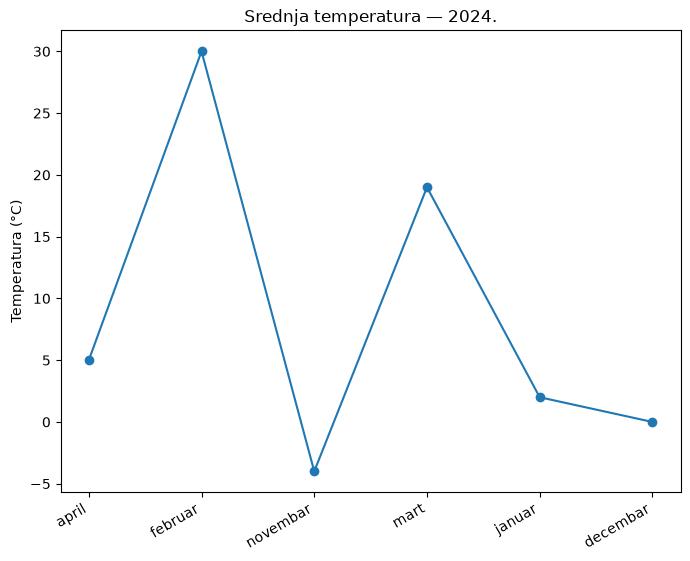 Srednja temperatura — 2024.
Temperatura (°C)
30
25
20
15
10
5
0
−5
april
februar
novembar
mart
januar
decembar